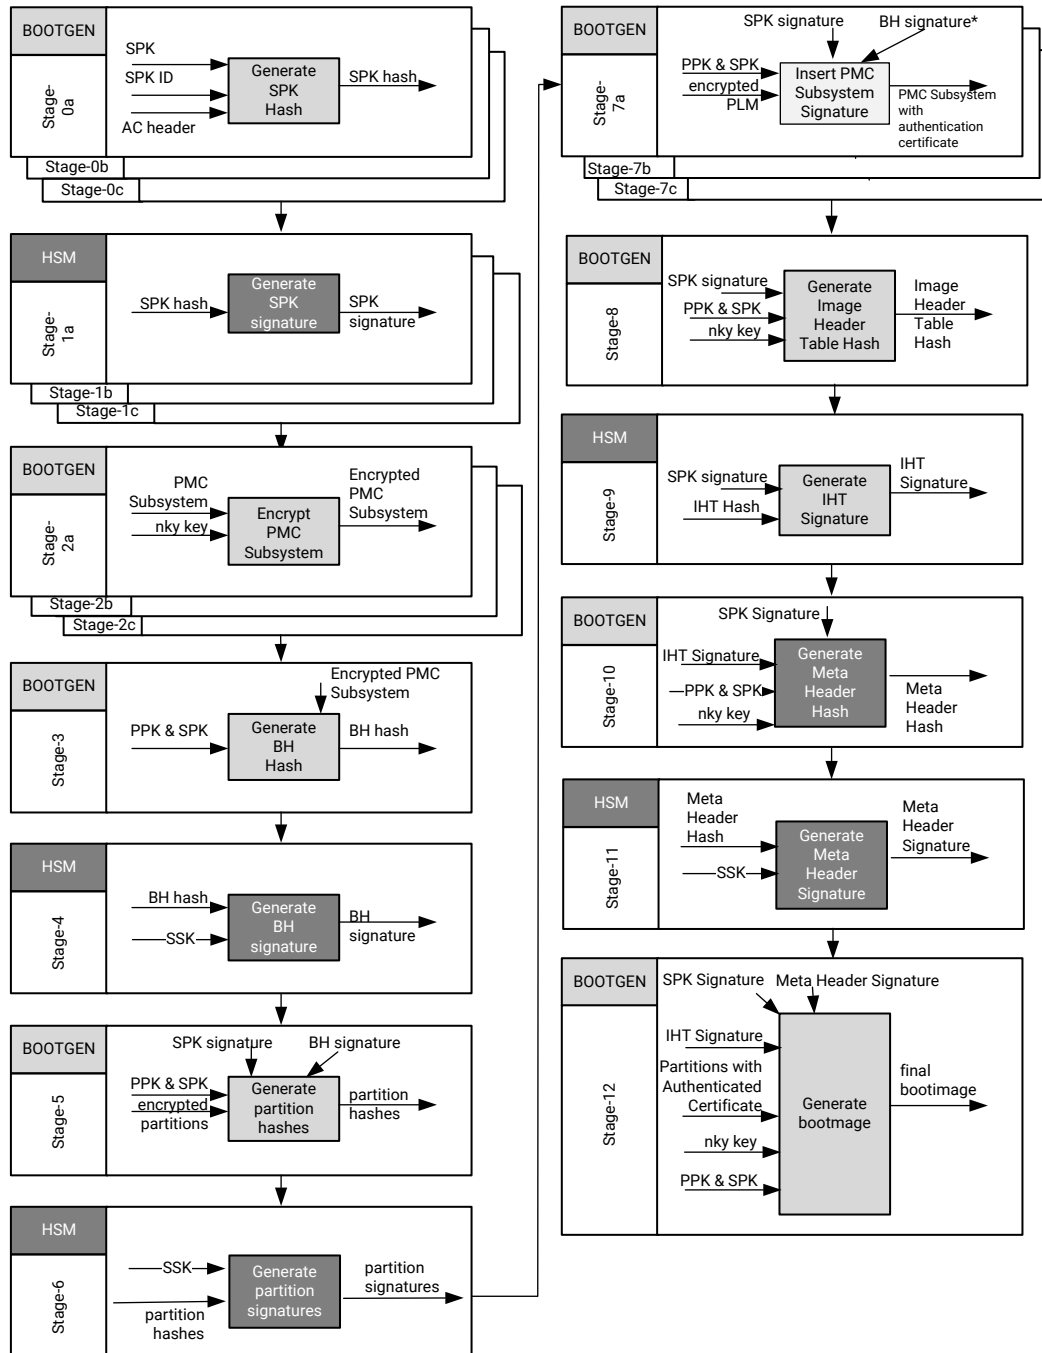 BOOTGEN
Stage-
0a
SPK
SPK ID
AC header
Generate
SPK
Hash
SPK hash
Stage-0b
Stage-0c
HSM
Stage-
1a
SPK hash
Generate
SPK
signature
SPK
signature
Stage-1b
Stage-1c
BOOTGEN
Stage-
2a
PMC
Subsystem
nky key
Encrypt
PMC
Subsystem
Encrypted
PMC
Subsystem
Stage-2b
Stage-2c
BOOTGEN
Stage-3
Encrypted PMC
Subsystem
PPK & SPK
Generate
BH
Hash
BH hash
HSM
Stage-4
BH hash
SSK
Generate
BH
signature
BH
signature
BOOTGEN
Stage-5
SPK signature
BH signature
PPK & SPK
encrypted
partitions
Generate
partition
hashes
partition
hashes
HSM
Stage-6
SSK
partition
hashes
Generate
partition
signatures
partition
signatures
BOOTGEN
Stage-
7a
SPK signature
BH signature*
PPK & SPK
encrypted
PLM
Insert PMC
Subsystem
Signature
PMC Subsystem
with
authentication
certificate
Stage-7b
Stage-7c
BOOTGEN
Stage-8
SPK signature
PPK & SPK
nky key
Generate
Image
Header
Table Hash
Image
Header
Table
Hash
HSM
Stage-9
SPK signature
IHT Hash
Generate
IHT
Signature
IHT
Signature
BOOTGEN
Stage-10
SPK Signature
IHT Signature
PPK & SPK
nky key
Generate
Meta
Header
Hash
Meta
Header
Hash
HSM
Stage-11
Meta
Header
Hash
SSK
Generate
Meta
Header
Signature
Meta
Header
Signature
BOOTGEN
Stage-12
SPK Signature
Meta Header Signature
IHT Signature
Partitions with
Authenticated
Certificate
nky key
PPK & SPK
Generate
bootmage
final
bootimage